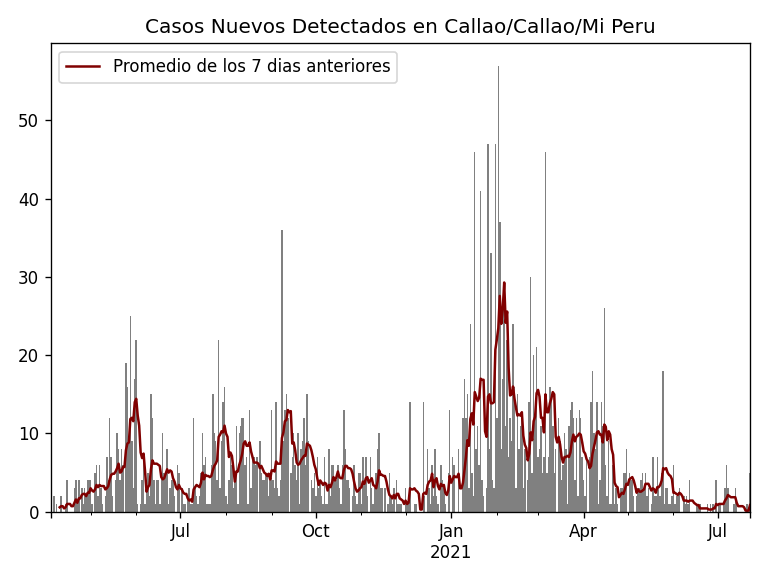 Casos Nuevos Detectados en Callao/Callao/Mi Peru
Promedio de los 7 dias anteriores
50
40
30
20
10
0
Jul
Oct
Jan
2021
Apr
Jul